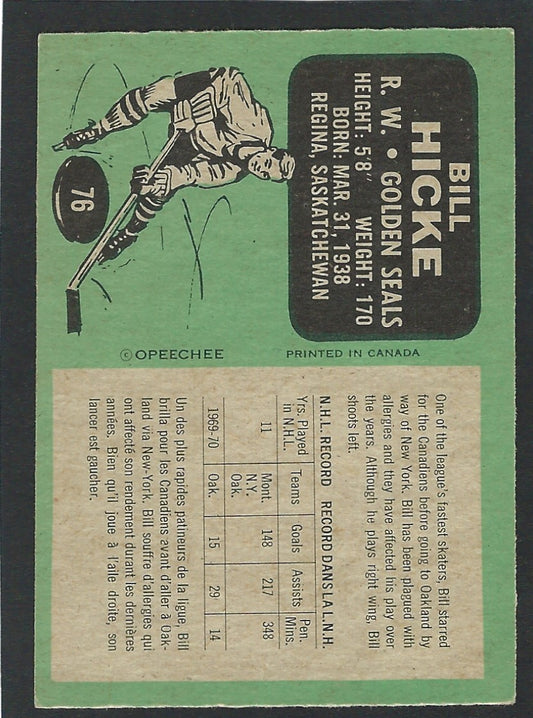 BILL
HICKE
R. W. • GOLDEN SEALS
HEIGHT: 5'8" WEIGHT: 170
BORN: MAR. 31, 1938
REGINA, SASKATCHEWAN
76
© OPEECHEE PRINTED IN CANADA
One of the league's fastest skaters, Bill starred
for the Canadiens before going to Oakland by
way of New York. Bill has been plagued with
allergies and they have affected his play over
the years. Although he plays right wing, Bill
shoots left.
N.H.L. RECORD RECORD DANS LA L.N.H.
Yrs. Played in N.H.L. Teams Goals Assists Pen. Mins.
11 Mont. 148 217 348
N.Y.
Oak.
1969-70 Oak. 15 29 14
Un des plus rapides patineurs de la ligue, Bill
brilla pour les Canadiens avant d'aller à Oak-
land via New-York. Bill souffre d'allergies qui
ont affecté son rendement durant les dernières
années. Bien qu'il joue à l'aile droite, son
lancer est gaucher.